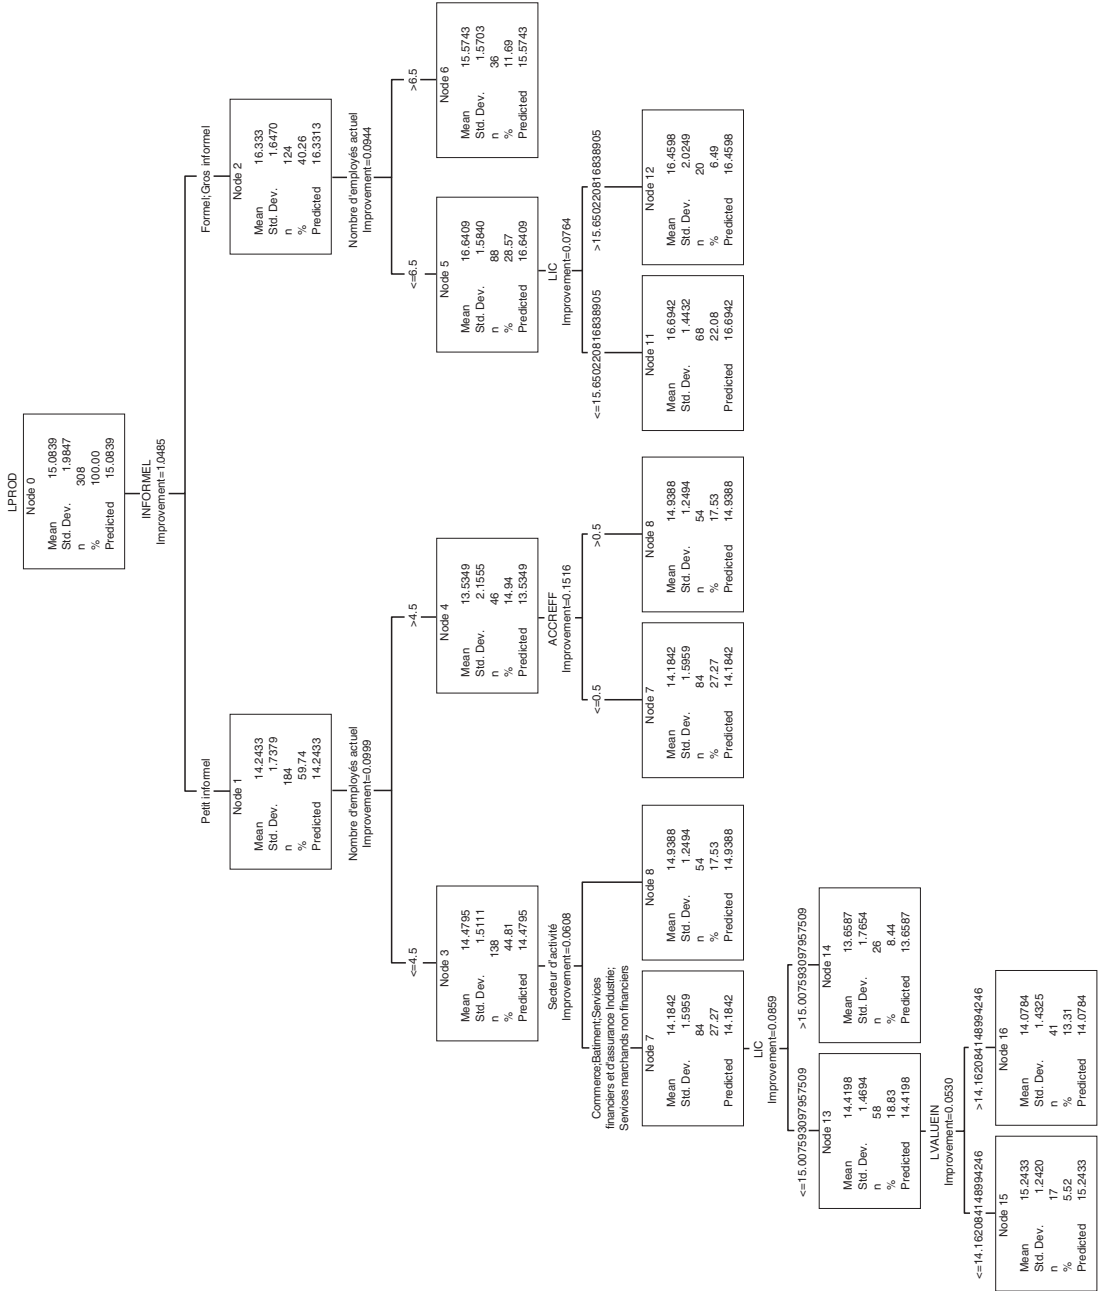 LPROD
Node 0
Mean 15.0839
Std. Dev. 1.9847
n 308
% 100.00
Predicted 15.0839
INFORMEL
Improvement=1.0485
Petit informel
Formel;Gros informel
Node 1
Mean 14.2433
Std. Dev. 1.7379
n 184
% 59.74
Predicted 14.2433
Node 2
Mean 16.333
Std. Dev. 1.6470
n 124
% 40.26
Predicted 16.3313
Nombre d'employés actuel
Improvement=0.0999
Nombre d'employés actuel
Improvement=0.0944
<=4.5
>4.5
<=6.5
>6.5
Node 3
Mean 14.4795
Std. Dev. 1.5111
n 138
% 44.81
Predicted 14.4795
Node 4
Mean 13.5349
Std. Dev. 2.1555
n 46
% 14.94
Predicted 13.5349
Node 5
Mean 16.6409
Std. Dev. 1.5840
n 88
% 28.57
Predicted 16.6409
Node 6
Mean 15.5743
Std. Dev. 1.5703
n 36
% 11.69
Predicted 15.5743
Secteur d'activité
Improvement=0.0608
ACCREFF
Improvement=0.1516
LIC
Improvement=0.0764
Commerce;Batiment;Services
financiers et d'assurance Industrie;
Services marchands non financiers
<=0.5
>0.5
<=15.650220816838905
>15.650220816838905
Node 7
Mean 14.1842
Std. Dev. 1.5959
n 84
% 27.27
Predicted 14.1842
Node 8
Mean 14.9388
Std. Dev. 1.2494
n 54
% 17.53
Predicted 14.9388
Node 7
Mean 14.1842
Std. Dev. 1.5959
n 84
% 27.27
Predicted 14.1842
Node 8
Mean 14.9388
Std. Dev. 1.2494
n 54
% 17.53
Predicted 14.9388
Node 11
Mean 16.6942
Std. Dev. 1.4432
n 68
% 22.08
Predicted 16.6942
Node 12
Mean 16.4598
Std. Dev. 2.0249
n 20
% 6.49
Predicted 16.4598
LIC
Improvement=0.0859
<=15.007593097957509
>15.007593097957509
Node 13
Mean 14.4198
Std. Dev. 1.4694
n 58
% 18.83
Predicted 14.4198
Node 14
Mean 13.6587
Std. Dev. 1.7654
n 26
% 8.44
Predicted 13.6587
LVALUEIN
Improvement=0.0530
<=14.162084148994246
>14.162084148994246
Node 15
Mean 15.2433
Std. Dev. 1.2420
n 17
% 5.52
Predicted 15.2433
Node 16
Mean 14.0784
Std. Dev. 1.4325
n 41
% 13.31
Predicted 14.0784